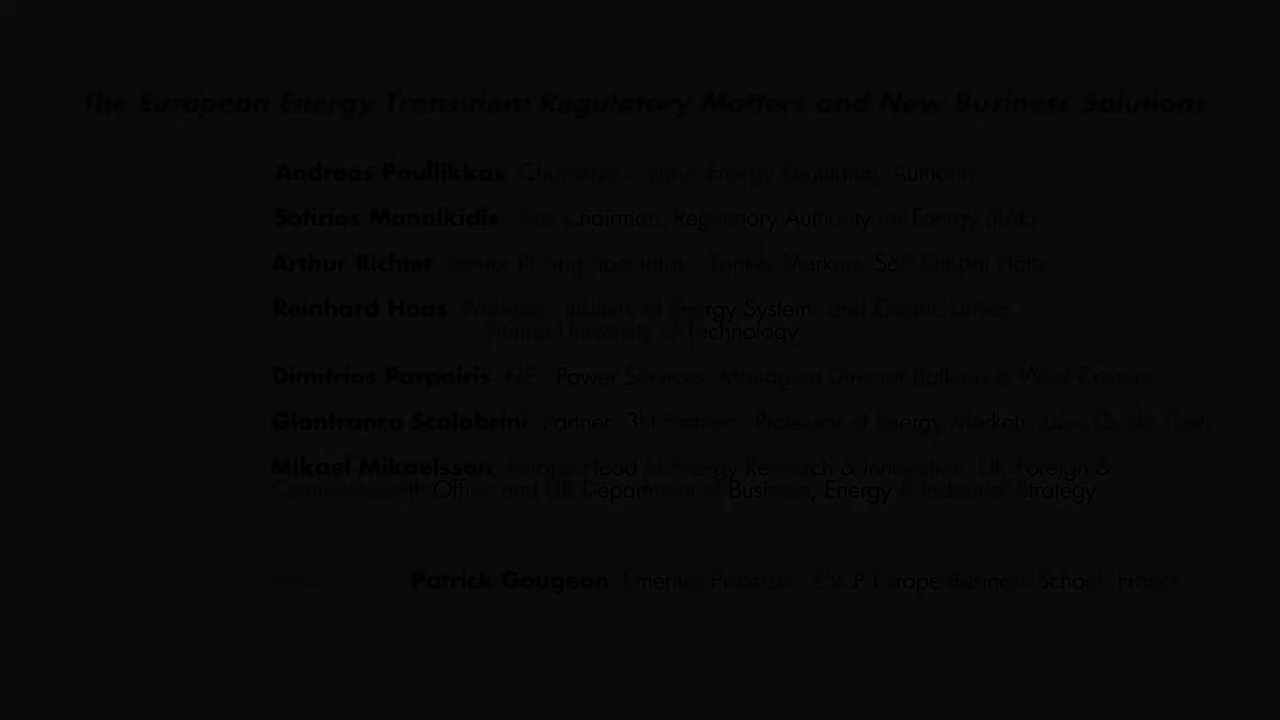 The European Energy Transition: Regulatory Matters and New Business Solutions
Andreas Poullikkas, Chairman, Cyprus Energy Regulatory Authority
Sotirios Manolkidis, Vice Chairman, Regulatory Authority for Energy (RAE)
Arthur Richier, Senior Pricing Specialist – Tanker Markets, S&P Global Platts
Reinhard Haas, Professor, Institute of Energy Systems and Electric Drives,
Vienna University of Technology
Dimitrios Parpairis, GE - Power Services, Managing Director Balkans & West Caspian
Gianfranco Scalabrini, Partner, 3H Partners, Professor of Energy Markets, Luiss Guido Carli
Mikael Mikaelsson, Europe Head of Energy Research & Innovation, UK Foreign &
Commonwealth Office and UK Department of Business, Energy & Industrial Strategy
Patrick Gougeon, Emeritus Professor, ESCP Europe Business School, France